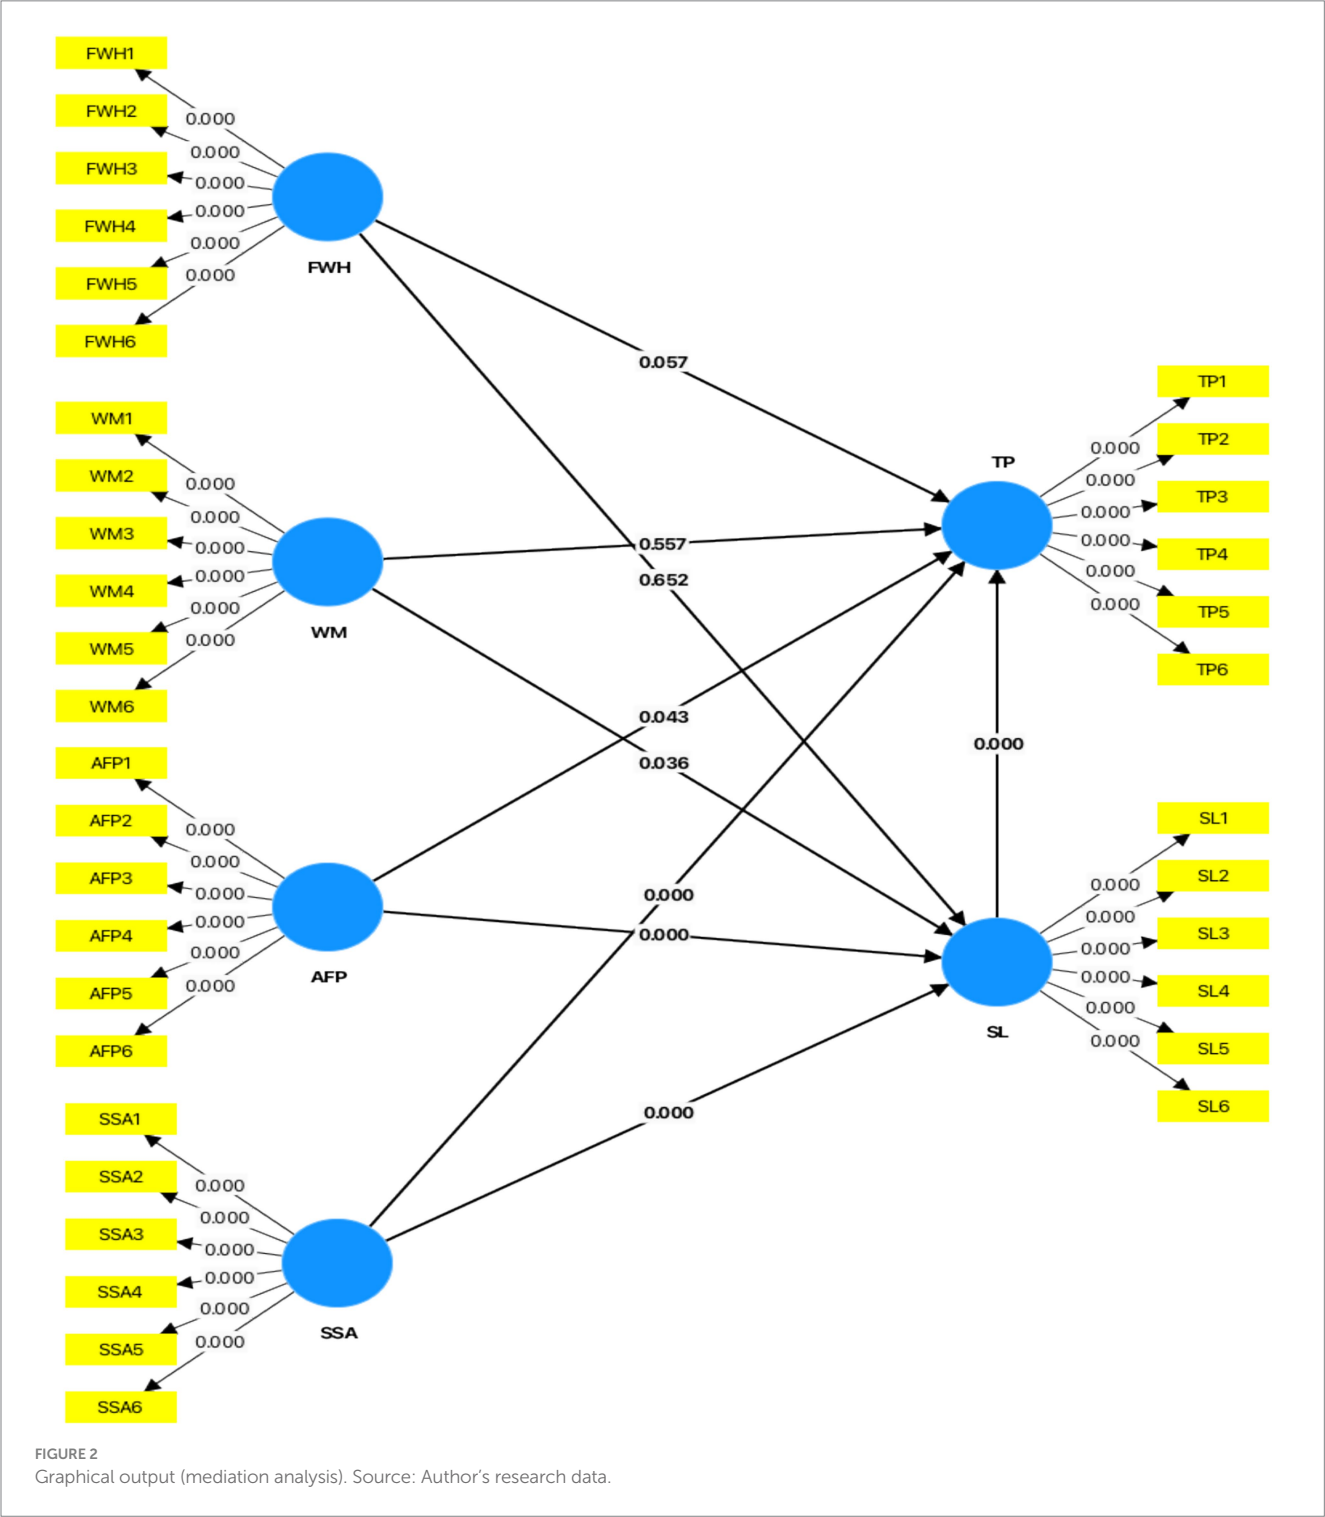 FWH1
0.000
FWH2
0.000
FWH3
0.000
0.000
FWH4
0.000
FWH5
0.000
FWH6
FWH
0.057
WM1
0.000
WM2
0.000
WM3
0.000
WM4
0.000
0.000
WM5
0.000
WM6
WM
0.557
0.652
0.043
0.036
AFP1
0.000
AFP2
0.000
AFP3
0.000
0.000
AFP4
0.000
AFP5
0.000
AFP6
AFP
0.000
0.000
SSA1
0.000
SSA2
0.000
SSA3
0.000
0.000
SSA4
0.000
SSA5
0.000
SSA6
SSA
0.000
TP
TP1
0.000
TP2
0.000
TP3
0.000
0.000
TP4
0.000
TP5
0.000
TP6
0.000
SL1
0.000
SL2
0.000
SL3
0.000
0.000
SL4
0.000
SL5
0.000
SL6
SL
FIGURE 2
Graphical output (mediation analysis). Source: Author’s research data.